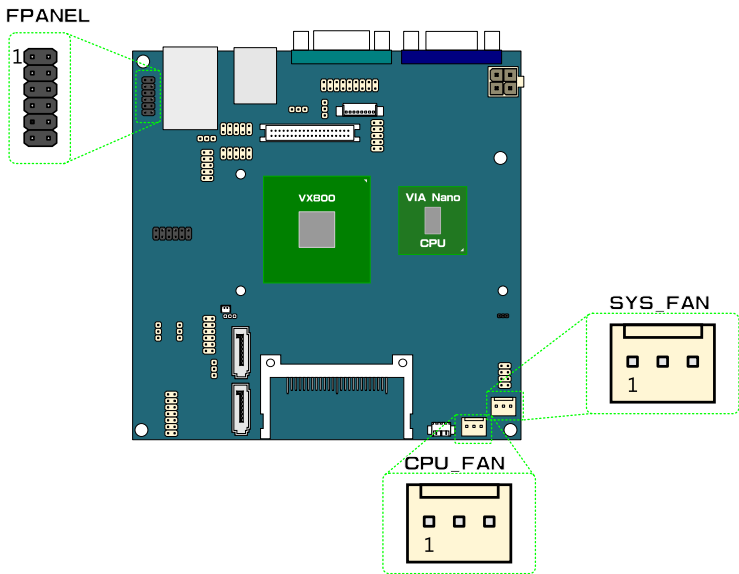 FPANEL
1
VX800
VIA Nano
CPU
SYS_FAN
1
CPU_FAN
1